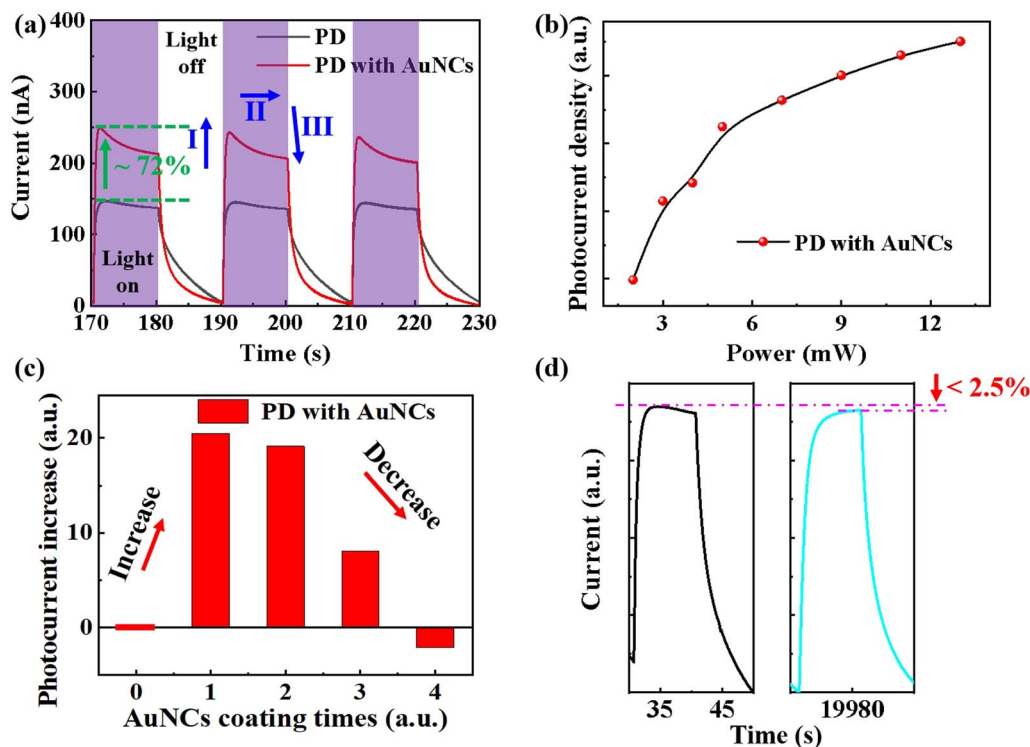 (a)
400
300
200
100
0
Current (nA)
Light
off
PD
PD with AuNCs
I
II
III
~ 72%
Light
on
170 180 190 200 210 220 230
Time (s)
(b)
Photocurrent density (a.u.)
PD with AuNCs
3 6 9 12
Power (mW)
(c)
Photocurrent increase (a.u.)
20
10
0
PD with AuNCs
Increase
Decrease
0 1 2 3 4
AuNCs coating times (a.u.)
(d)
< 2.5%
Current (a.u.)
35 45 19980
Time (s)